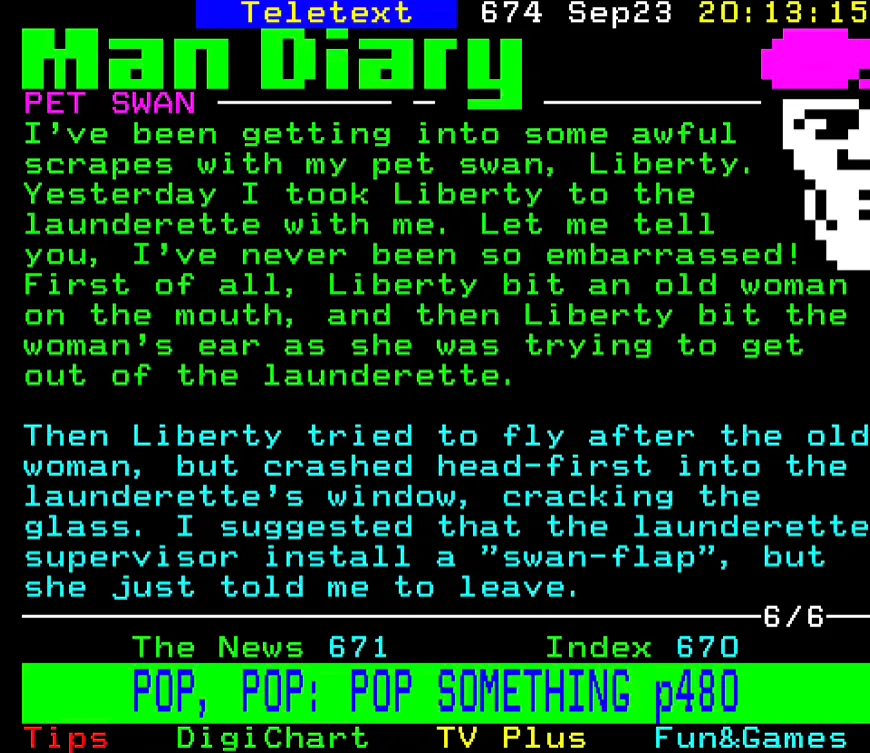 Teletext 674 Sep23 20:13:15
Man Diary
PET SWAN
I've been getting into some awful
scrapes with my pet swan, Liberty.
Yesterday I took Liberty to the
launderette with me. Let me tell
you, I've never been so embarrassed!
First of all, Liberty bit an old woman
on the mouth, and then Liberty bit the
woman's ear as she was trying to get
out of the launderette.
Then Liberty tried to fly after the old
woman, but crashed head-first into the
launderette's window, cracking the
glass. I suggested that the launderette
supervisor install a "swan-flap", but
she just told me to leave.
6/6
The News 671 Index 670
POP, POP: POP SOMETHING p480
Tips DigiChart TV Plus Fun&Games